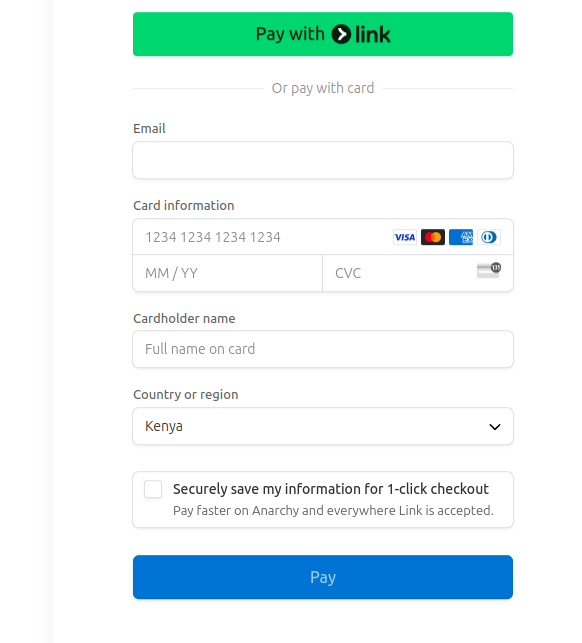 Pay with link
Or pay with card
Email
Card information
1234 1234 1234 1234 VISA AMEX
MM / YY CVC 135
Cardholder name
Full name on card
Country or region
Kenya
Securely save my information for 1-click checkout
Pay faster on Anarchy and everywhere Link is accepted.
Pay